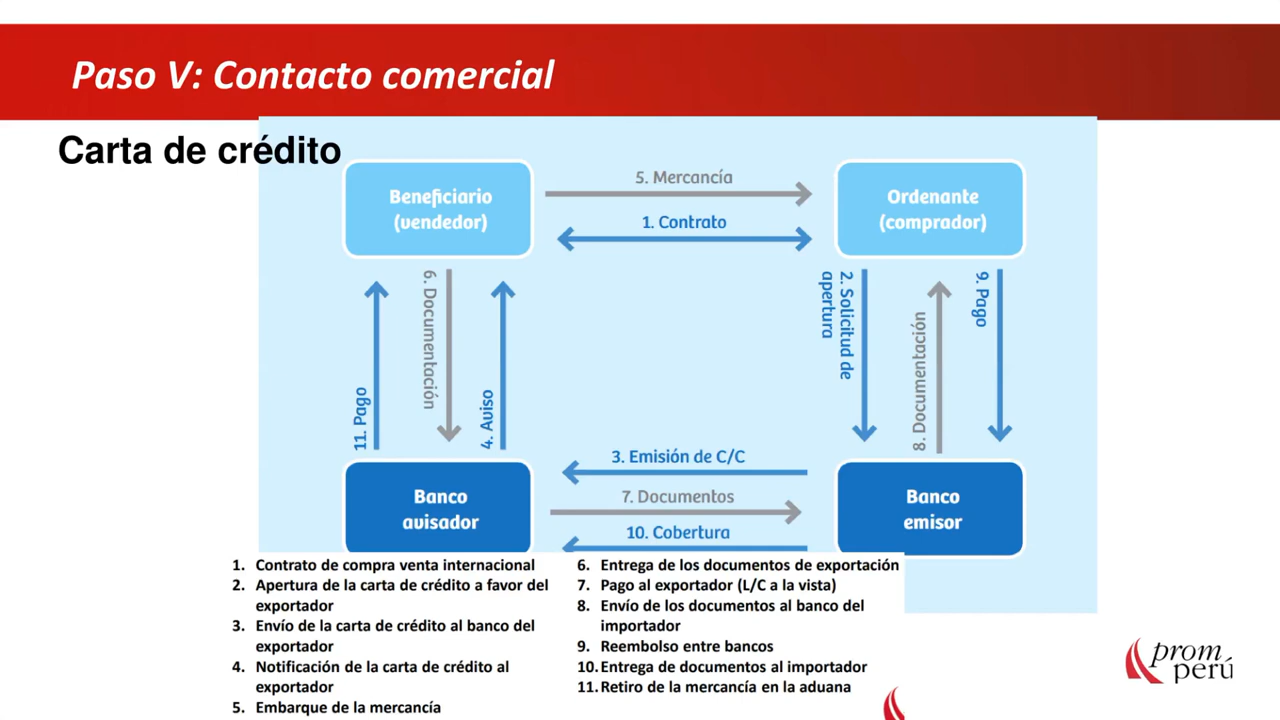 Paso V: Contacto comercial
Carta de crédito
Beneficiario
(vendedor)
5. Mercancía
1. Contrato
Ordenante
(comprador)
11. Pago
6. Documentación
4. Aviso
2. Solicitud de
apertura
8. Documentación
9. Pago
Banco
avisador
3. Emisión de C/C
7. Documentos
10. Cobertura
Banco
emisor
1. Contrato de compra venta internacional
2. Apertura de la carta de crédito a favor del
exportador
3. Envío de la carta de crédito al banco del
exportador
4. Notificación de la carta de crédito al
exportador
5. Embarque de la mercancía
6. Entrega de los documentos de exportación
7. Pago al exportador (L/C a la vista)
8. Envío de los documentos al banco del
importador
9. Reembolso entre bancos
10. Entrega de documentos al importador
11. Retiro de la mercancía en la aduana
prom
perú